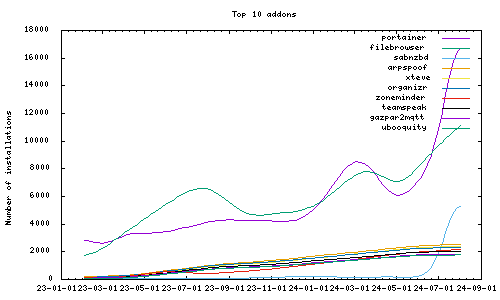 Top 10 addons
18000
16000
14000
12000
10000
8000
6000
4000
2000
0
Number of installations
portainer
filebrowser
sabnzbd
arpspoof
xteve
organizr
zoneminder
teamspeak
gazpar2mqtt
ubooquity
23-01-01 23-03-01 23-05-01 23-07-01 23-09-01 23-11-01 24-01-01 24-03-01 24-05-01 24-07-01 24-09-01